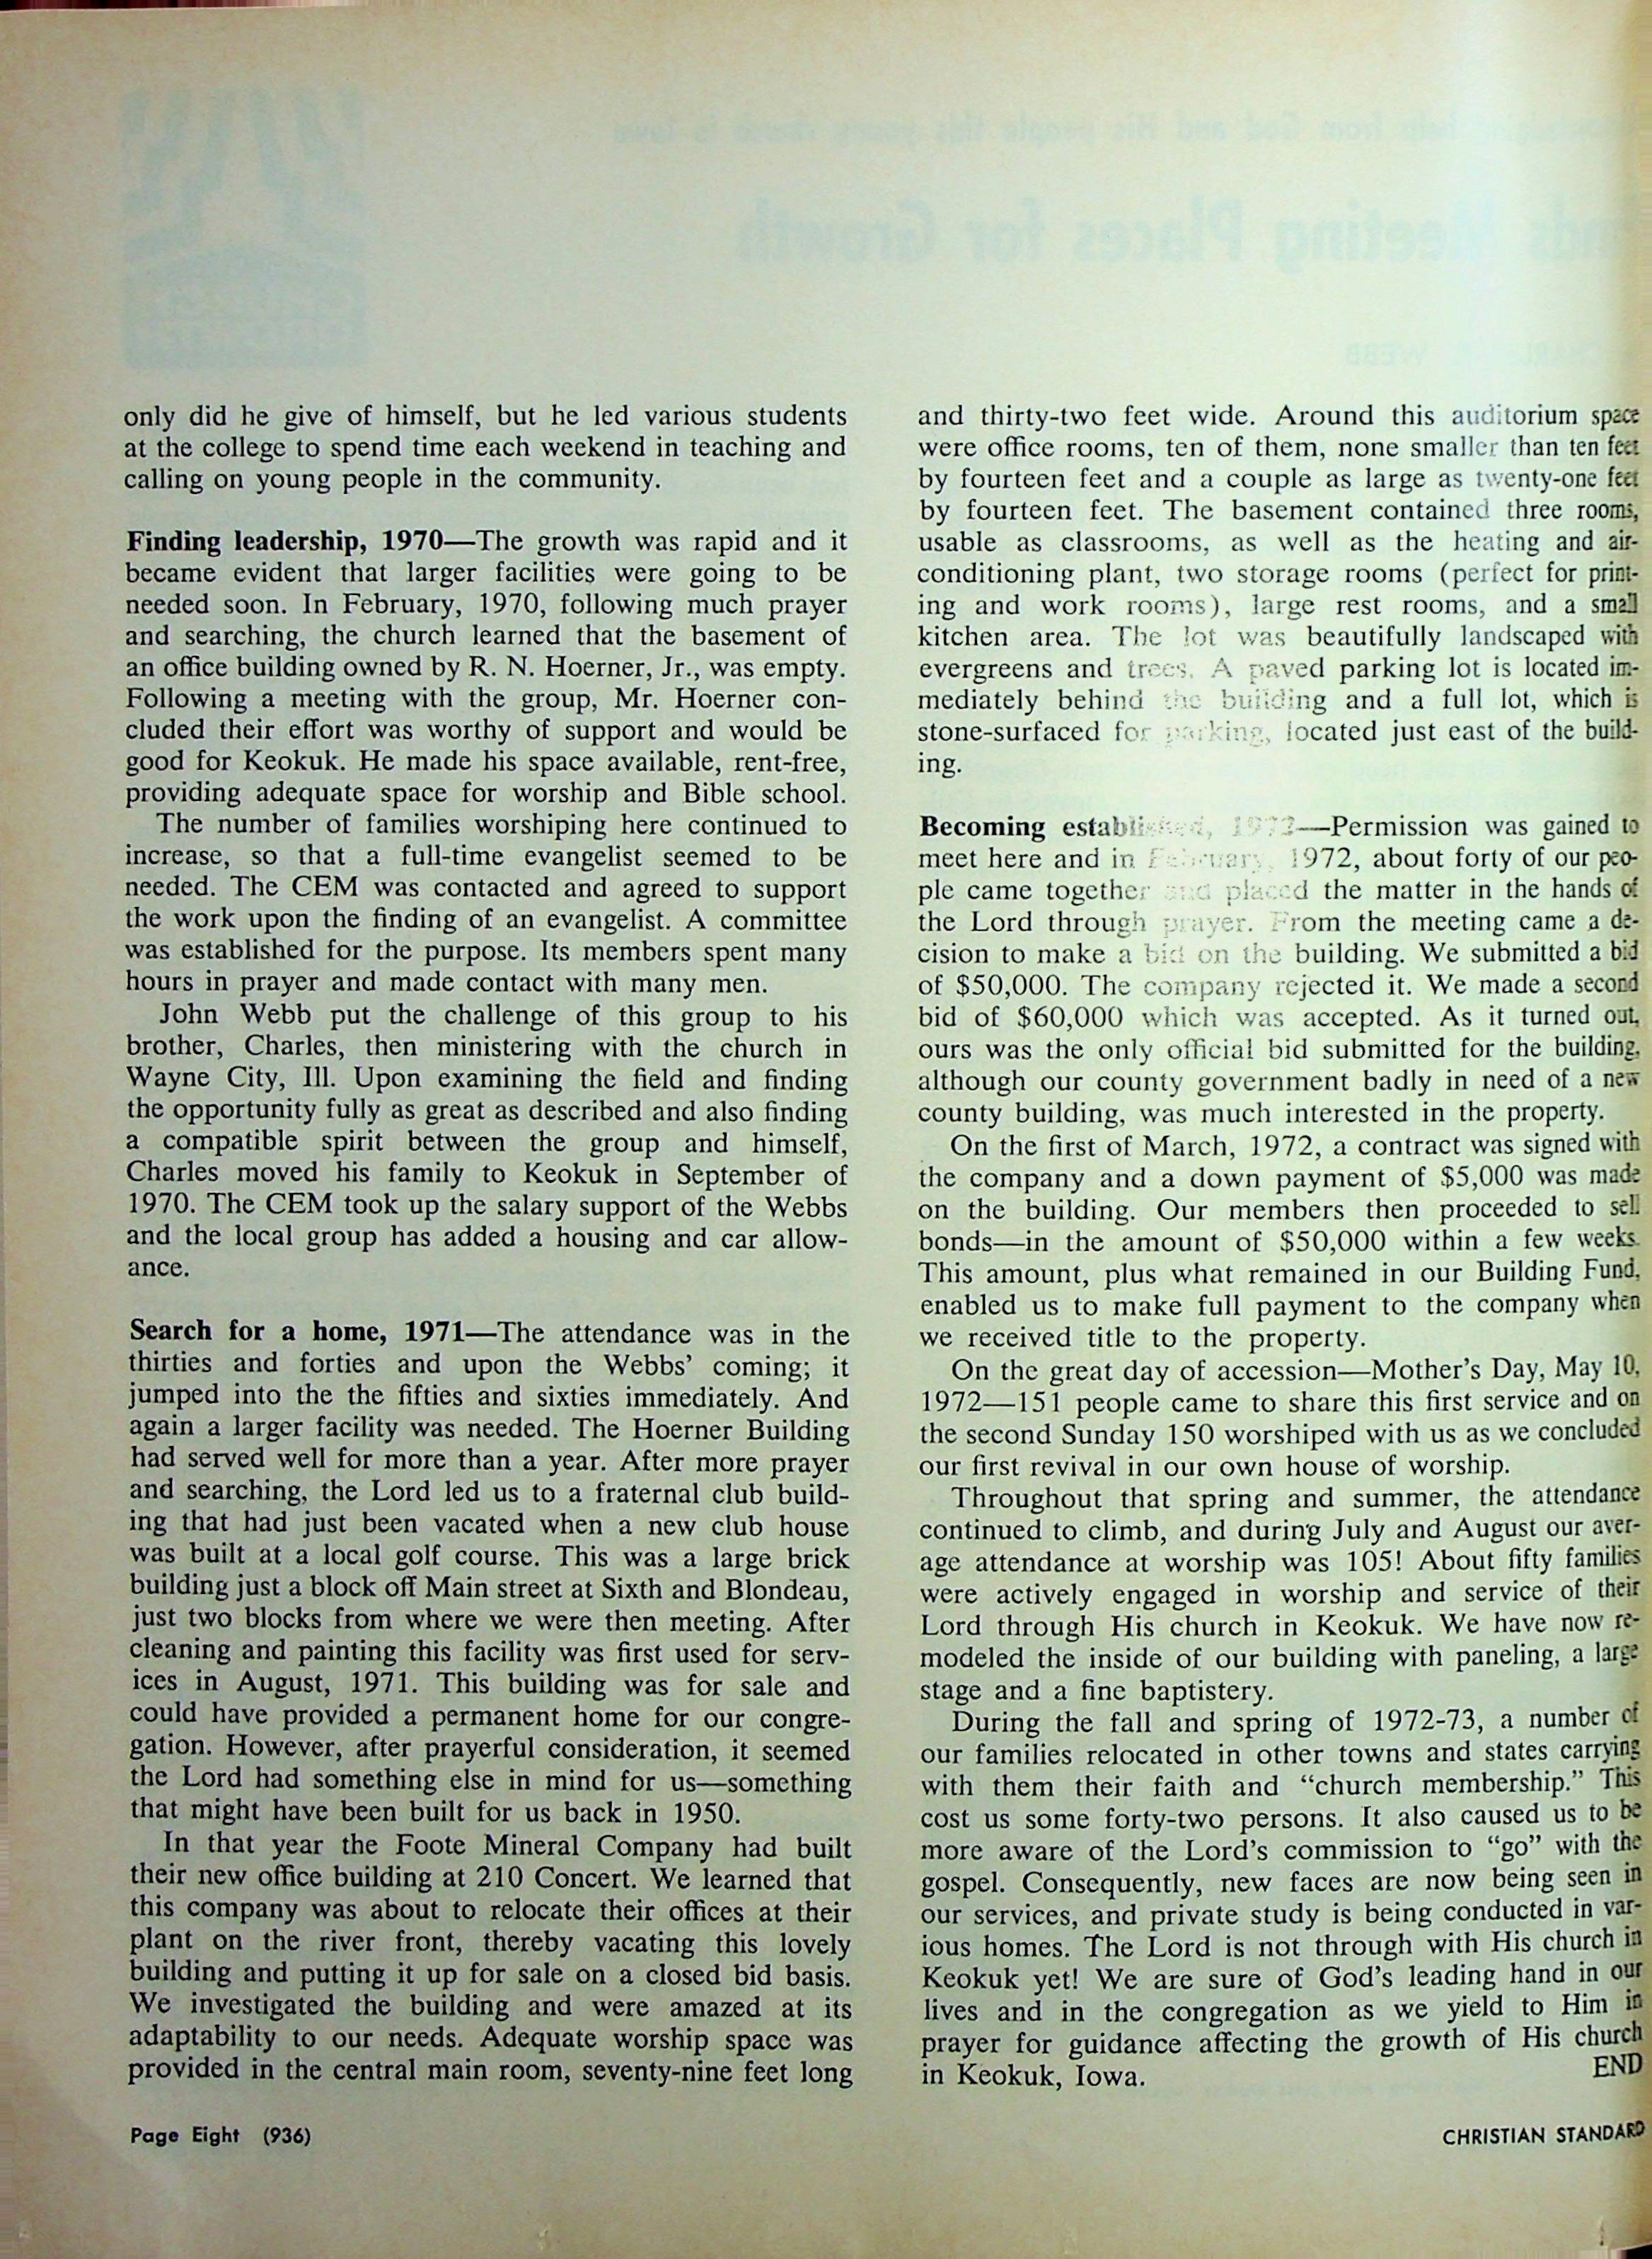 only did he give of himself, but he led various students
at the college to spend time each weekend in teaching and
calling on young people in the community.
Finding leadership, 1970—The growth was rapid and it
became evident that larger facilities were going to be
needed soon. In February, 1970, following much prayer
and searching, the church learned that the basement of
an office building owned by R. N. Hoerner, Jr., was empty.
Following a meeting with the group, Mr. Hoerner con-
cluded their effort was worthy of support and would be
good for Keokuk. He made his space available, rent-free,
providing adequate space for worship and Bible school.
The number of families worshiping here continued to
increase, so that a full-time evangelist seemed to be
needed. The CEM was contacted and agreed to support
the work upon the finding of an evangelist. A committee
was established for the purpose. Its members spent many
hours in prayer and made contact with many men.
John Webb put the challenge of this group to his
brother, Charles, then ministering with the church in
Wayne City, Ill. Upon examining the field and finding
the opportunity fully as great as described and also finding
a compatible spirit between the group and himself,
Charles moved his family to Keokuk in September of
1970. The CEM took up the salary support of the Webbs
and the local group has added a housing and car allow-
ance.
Search for a home, 1971—The attendance was in the
thirties and forties and upon the Webbs' coming; it
jumped into the the fifties and sixties immediately. And
again a larger facility was needed. The Hoerner Building
had served well for more than a year. After more prayer
and searching, the Lord led us to a fraternal club build-
ing that had just been vacated when a new club house
was built at a local golf course. This was a large brick
building just a block off Main street at Sixth and Blondeau,
just two blocks from where we were then meeting. After
cleaning and painting this facility was first used for serv-
ices in August, 1971. This building was for sale and
could have provided a permanent home for our congre-
gation. However, after prayerful consideration, it seemed
the Lord had something else in mind for us—something
that might have been built for us back in 1950.
In that year the Foote Mineral Company had built
their new office building at 210 Concert. We learned that
this company was about to relocate their offices at their
plant on the river front, thereby vacating this lovely
building and putting it up for sale on a closed bid basis.
We investigated the building and were amazed at its
adaptability to our needs. Adequate worship space was
provided in the central main room, seventy-nine feet long
and thirty-two feet wide. Around this auditorium space
were office rooms, ten of them, none smaller than ten feet
by fourteen feet and a couple as large as twenty-one feet
by fourteen feet. The basement contained three rooms,
usable as classrooms, as well as the heating and air-
conditioning plant, two storage rooms (perfect for print-
ing and work rooms), large rest rooms, and a small
kitchen area. The lot was beautifully landscaped with
evergreens and trees. A paved parking lot is located im-
mediately behind the building and a full lot, which is
stone-surfaced for parking, located just east of the build-
ing.
Becoming established, 1972—Permission was gained to
meet here and in February, 1972, about forty of our peo-
ple came together and placed the matter in the hands of
the Lord through prayer. From the meeting came a de-
cision to make a bid on the building. We submitted a bid
of $50,000. The company rejected it. We made a second
bid of $60,000 which was accepted. As it turned out,
ours was the only official bid submitted for the building,
although our county government badly in need of a new
county building, was much interested in the property.
On the first of March, 1972, a contract was signed with
the company and a down payment of $5,000 was made
on the building. Our members then proceeded to sell
bonds—in the amount of $50,000 within a few weeks.
This amount, plus what remained in our Building Fund,
enabled us to make full payment to the company when
we received title to the property.
On the great day of accession—Mother's Day, May 10,
1972—151 people came to share this first service and on
the second Sunday 150 worshiped with us as we concluded
our first revival in our own house of worship.
Throughout that spring and summer, the attendance
continued to climb, and during July and August our aver-
age attendance at worship was 105! About fifty families
were actively engaged in worship and service of their
Lord through His church in Keokuk. We have now re-
modeled the inside of our building with paneling, a large
stage and a fine baptistery.
During the fall and spring of 1972-73, a number of
our families relocated in other towns and states carrying
with them their faith and “church membership.” This
cost us some forty-two persons. It also caused us to be
more aware of the Lord's commission to “go” with the
gospel. Consequently, new faces are now being seen in
our services, and private study is being conducted in var-
ious homes. The Lord is not through with His church in
Keokuk yet! We are sure of God's leading hand in our
lives and in the congregation as we yield to Him in
prayer for guidance affecting the growth of His church
in Keokuk, Iowa. END
Page Eight (936)
CHRISTIAN STANDARD